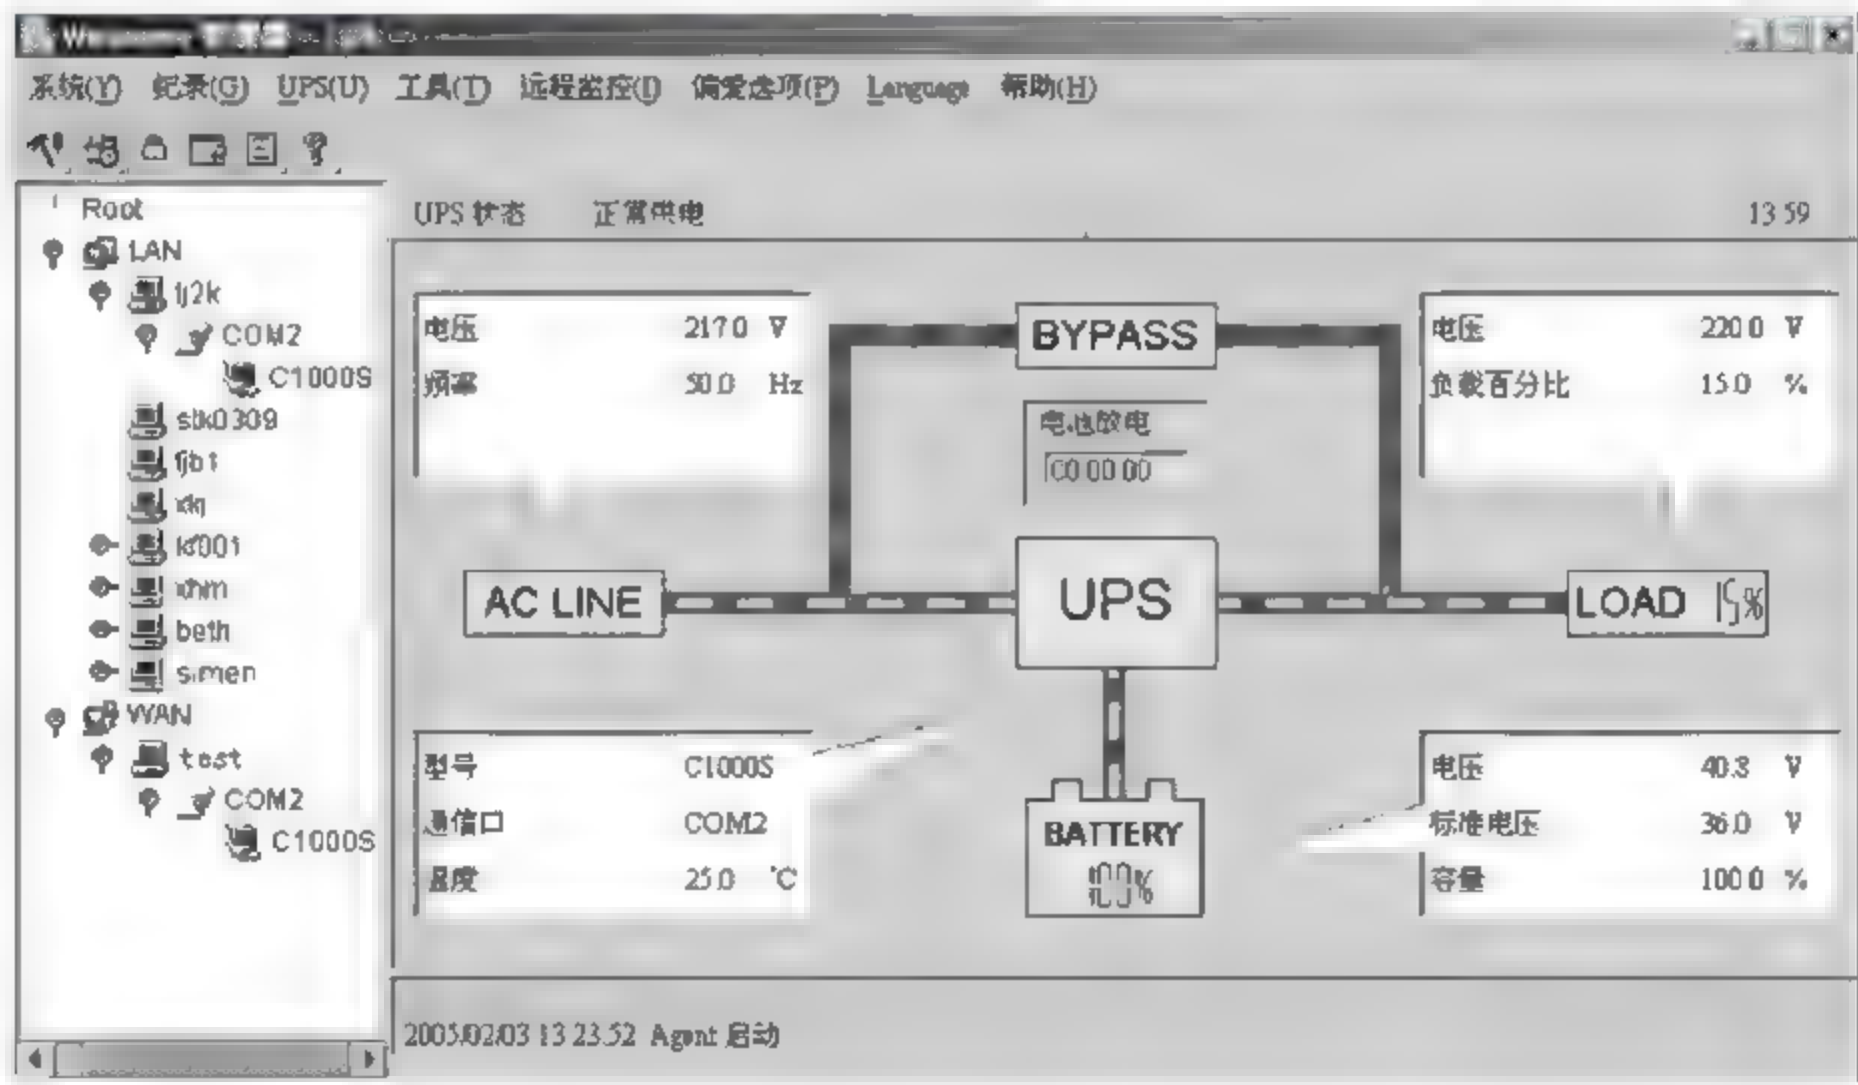 系统(Y) 纪录(G) UPS(U) 工具(T) 远程监控(I) 偏爱选项(P) Language 帮助(H)
Root
LAN
COM2
C1000S
slk0309
fjb1
kf001
xhm
beth
simen
WAN
test
COM2
C1000S
UPS 状态 正常供电 13:59
电压 217.0 V
频率 50.0 Hz
BYPASS
电池放电
00:00:00
电压 220.0 V
负载百分比 15.0 %
AC LINE
UPS
LOAD 15%
型号 C1000S
通信口 COM2
温度 25.0 °C
BATTERY
100%
电压 40.8 V
标准电压 36.0 V
容量 100.0 %
2005/02/03 13:23:52 Agent 启动